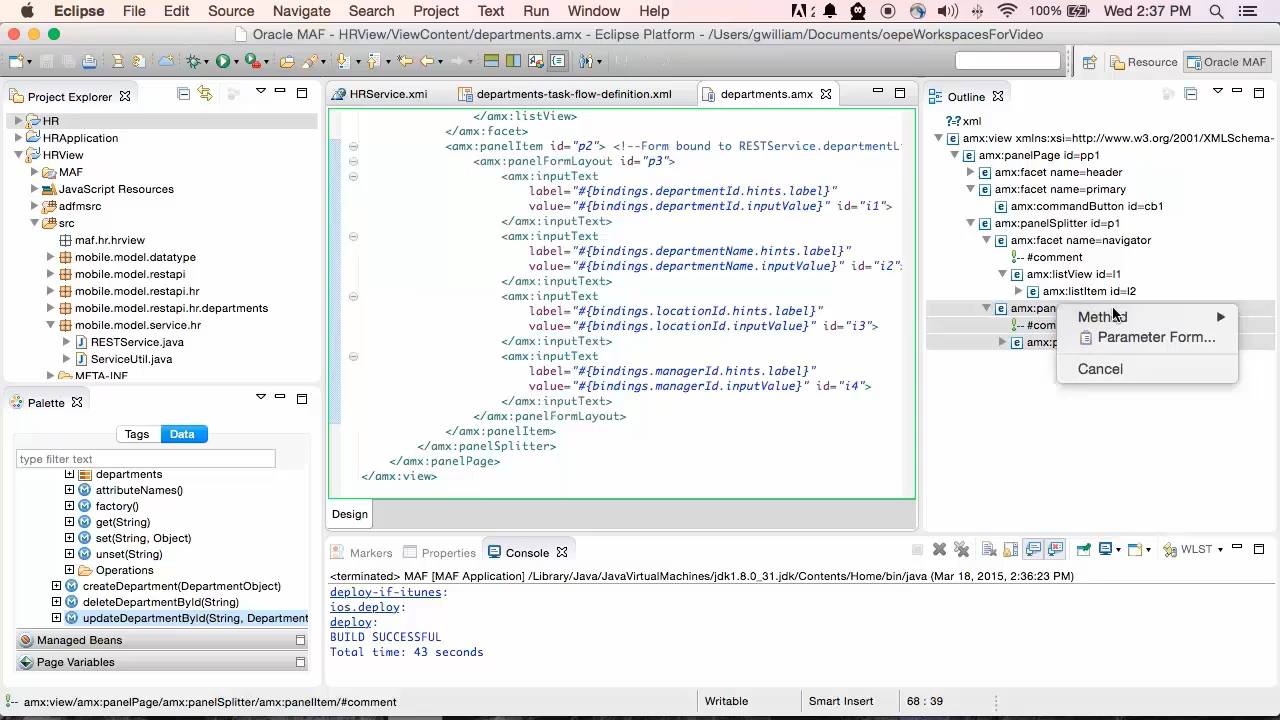 Eclipse File Edit Source Navigate Search Project Text Run Window Help 100% Wed 2:37 PM
Oracle MAF - HRView/ViewContent/departments.amx - Eclipse Platform - /Users/gwilliam/Documents/oepeWorkspacesForVideo
Resource Oracle MAF
Project Explorer
HR
HRApplication
HRView
MAF
JavaScript Resources
adfmsrc
src
maf.hr.hrview
mobile.model.datatype
mobile.model.restapi
mobile.model.restapi.hr
mobile.model.restapi.hr.departments
mobile.model.service.hr
RESTService.java
ServiceUtil.java
META-INF
Palette
Tags Data
type filter text
departments
attributeNames()
factory()
get(String)
set(String, Object)
unset(String)
Operations
createDepartment(DepartmentObject)
deleteDepartmentById(String)
updateDepartmentById(String, Department
Managed Beans
Page Variables
HRService.xmi departments-task-flow-definition.xml departments.amx
</amx:listView>
</amx:facet>
<amx:panelItem id="p2"> <!--Form bound to RESTService.departmentLi
<amx:panelFormLayout id="p3">
<amx:inputText
label="#{bindings.departmentId.hints.label}"
value="#{bindings.departmentId.inputValue}" id="i1">
</amx:inputText>
<amx:inputText
label="#{bindings.departmentName.hints.label}"
value="#{bindings.departmentName.inputValue}" id="i2">
</amx:inputText>
<amx:inputText
label="#{bindings.locationId.hints.label}"
value="#{bindings.locationId.inputValue}" id="i3">
</amx:inputText>
<amx:inputText
label="#{bindings.managerId.hints.label}"
value="#{bindings.managerId.inputValue}" id="i4">
</amx:inputText>
</amx:panelFormLayout>
</amx:panelItem>
</amx:panelSplitter>
</amx:panelPage>
</amx:view>
Design
Outline
?=? xml
amx:view xmlns:xsi=http://www.w3.org/2001/XMLSchema-
amx:panelPage id=pp1
amx:facet name=header
amx:facet name=primary
amx:commandButton id=cb1
amx:panelSplitter id=p1
amx:facet name=navigator
#comment
amx:listView id=l1
amx:listItem id=l2
amx:pan
#com
amx:p
Method
Parameter Form...
Cancel
Markers Properties Console WLST
<terminated> MAF [MAF Application] /Library/Java/JavaVirtualMachines/jdk1.8.0_31.jdk/Contents/Home/bin/java (Mar 18, 2015, 2:36:23 PM)
deploy-if-itunes:
ios.deploy:
deploy:
BUILD SUCCESSFUL
Total time: 43 seconds
amx:view/amx:panelPage/amx:panelSplitter/amx:panelItem/#comment Writable Smart Insert 68 : 39